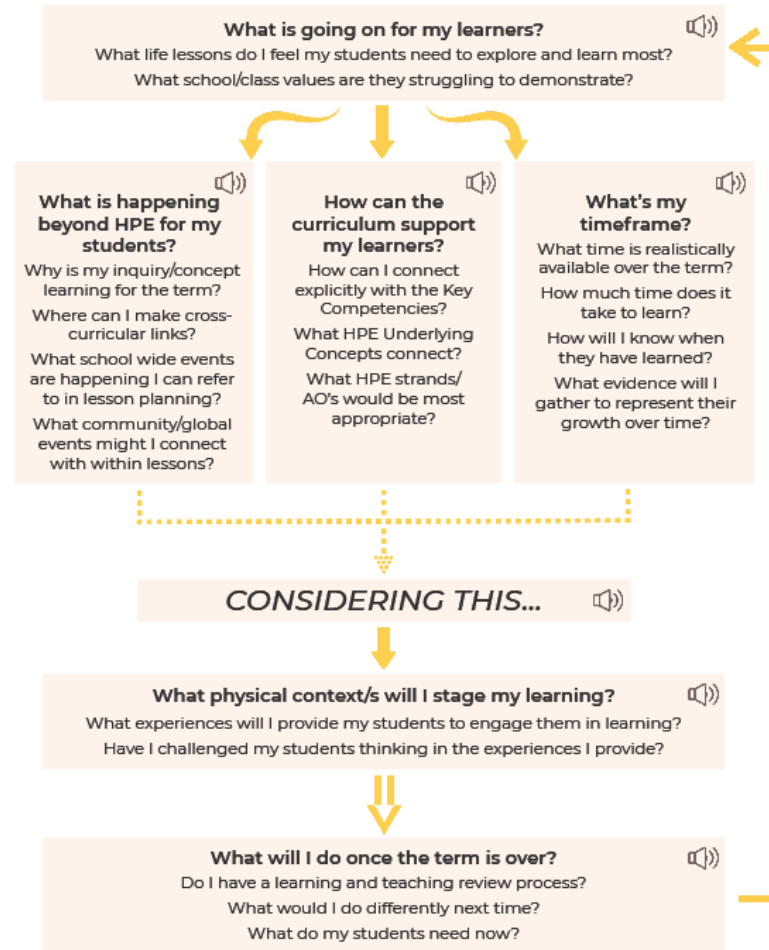 What is going on for my learners?
What life lessons do I feel my students need to explore and learn most?
What school/class values are they struggling to demonstrate?
What is happening
beyond HPE for my
students?
Why is my inquiry/concept
learning for the term?
Where can I make cross-
curricular links?
What school wide events
are happening I can refer
to in lesson planning?
What community/global
events might I connect
with within lessons?
How can the
curriculum support
my learners?
How can I connect
explicitly with the Key
Competencies?
What HPE Underlying
Concepts connect?
What HPE strands/
AO's would be most
appropriate?
What's my
timeframe?
What time is realistically
available over the term?
How much time does it
take to learn?
How will I know when
they have learned?
What evidence will I
gather to represent their
growth over time?
CONSIDERING THIS...
What physical context/s will I stage my learning?
What experiences will I provide my students to engage them in learning?
Have I challenged my students thinking in the experiences I provide?
What will I do once the term is over?
Do I have a learning and teaching review process?
What would I do differently next time?
What do my students need now?